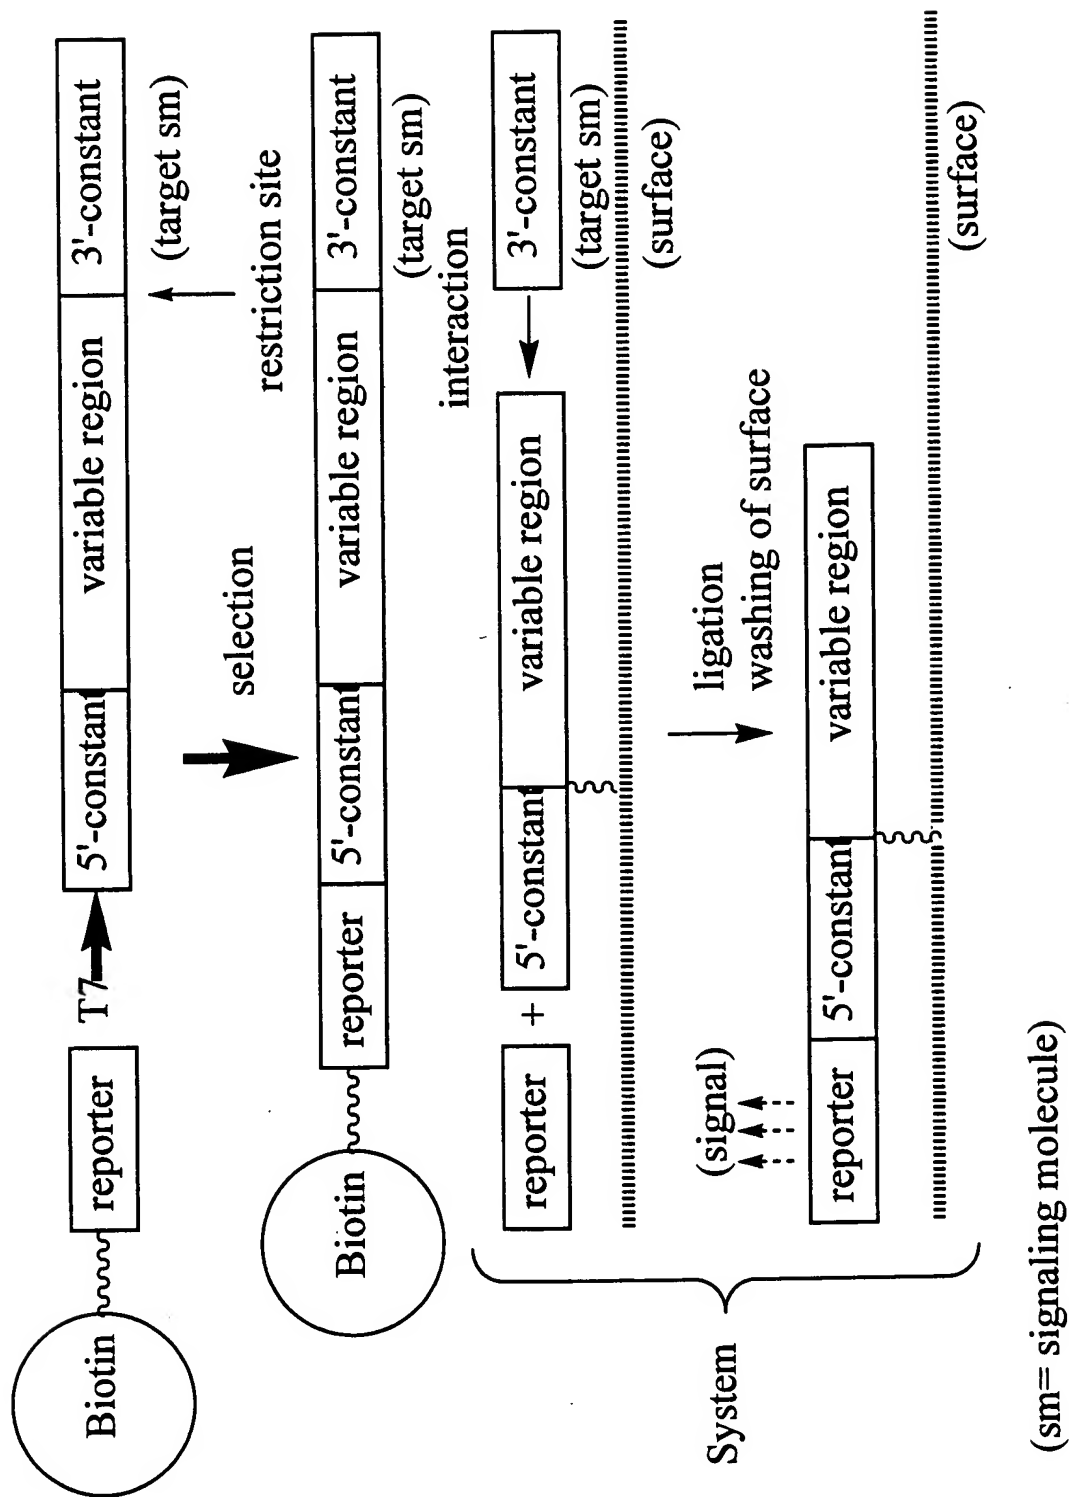 Biotin
reporter
T7
5'-constant
variable region
3'-constant
(target sm)
restriction site
selection
Biotin
reporter
5'-constant
variable region
3'-constant
(target sm)
interaction
reporter
+
5'-constant
variable region
3'-constant
(target sm)
(surface)
ligation
washing of surface
(signal)
reporter
5'-constant
variable region
(surface)
System
(sm= signaling molecule)